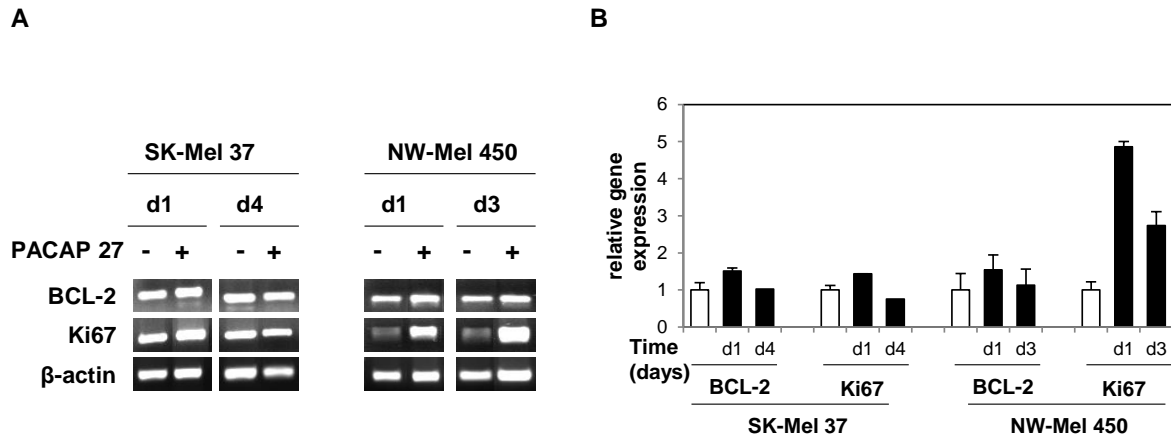 A
SK-Mel 37 NW-Mel 450
d1 d4 d1 d3
PACAP 27 - + - + - + - +
BCL-2
Ki67
β-actin
B
relative gene
expression
6
5
4
3
2
1
0
Time
(days)
d1 d4 d1 d4 d1 d3 d1 d3
BCL-2 Ki67 BCL-2 Ki67
SK-Mel 37 NW-Mel 450